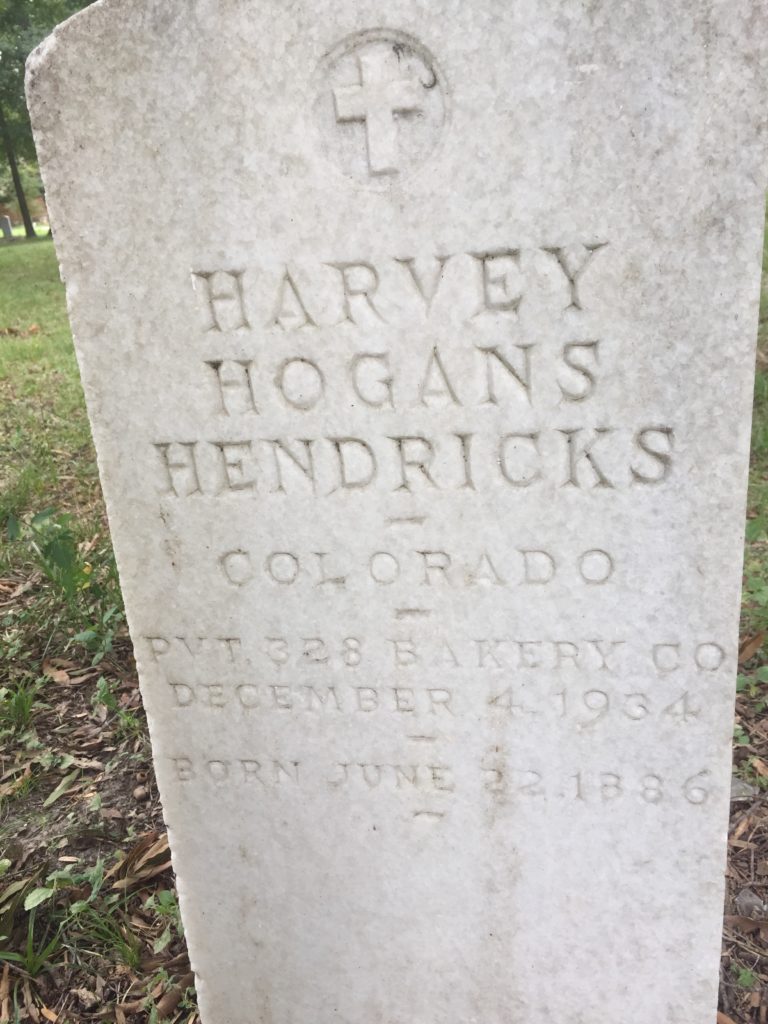 HARVEY
HOGANS
HENDRICKS
COLORADO
PVT. 328 BAKERY CO
DECEMBER 4, 1934
BORN JUNE 22, 1886